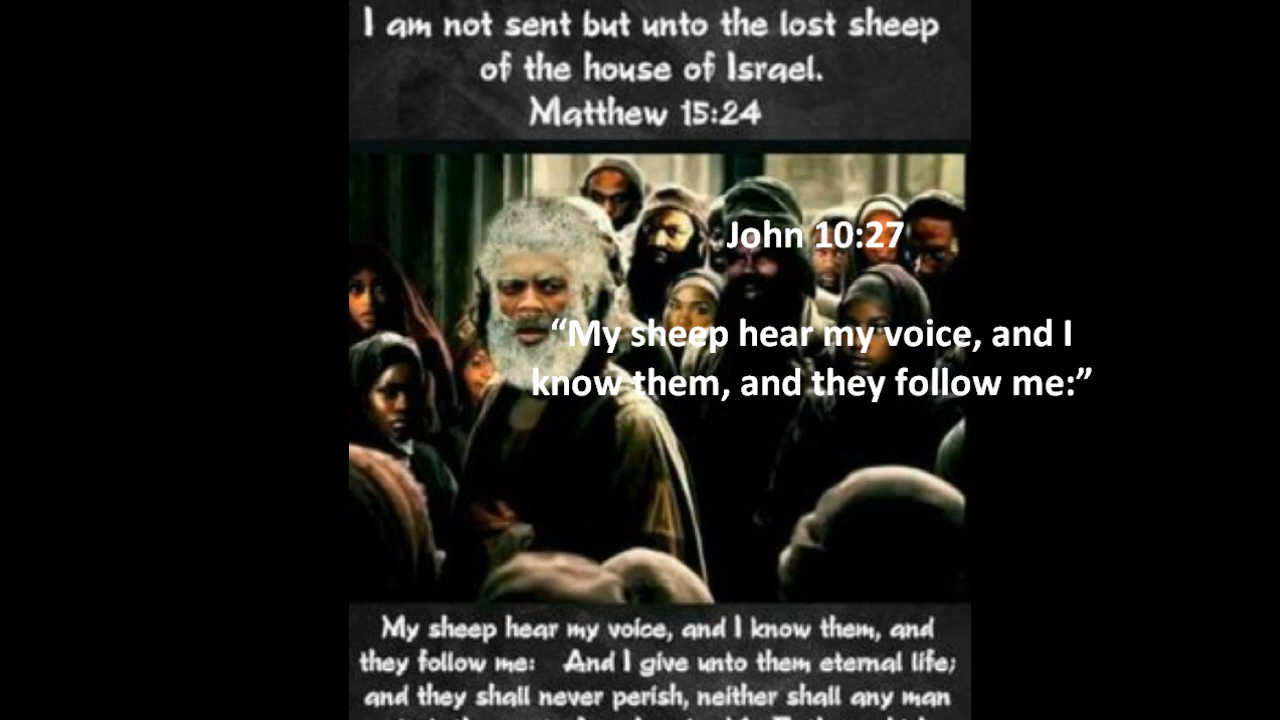 I am not sent but unto the lost sheep
of the house of Israel.
Matthew 15:24
John 10:27
“My sheep hear my voice, and I
know them, and they follow me:”
My sheep hear my voice, and I know them, and
they follow me: And I give unto them eternal life;
and they shall never perish, neither shall any man